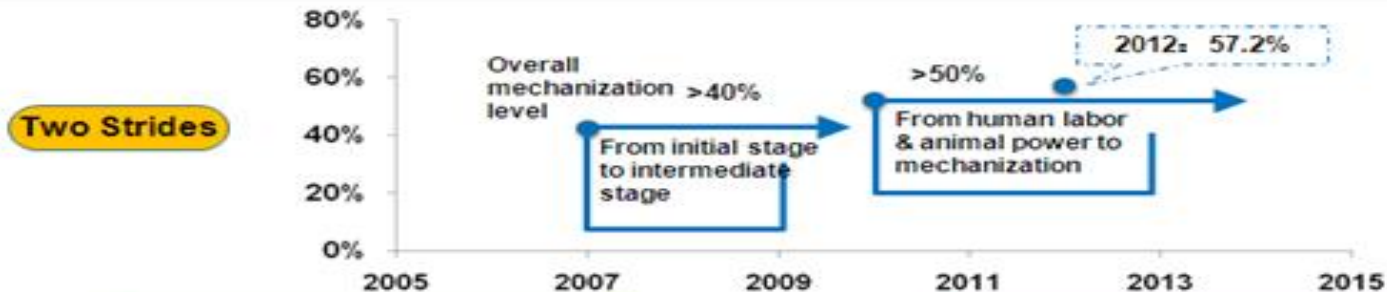 Two Strides
80%
60%
40%
20%
0%
Overall
mechanization
level
>40%
From initial stage
to intermediate
stage
>50%
2012: 57.2%
From human labor
& animal power to
mechanization
2005 2007 2009 2011 2013 2015